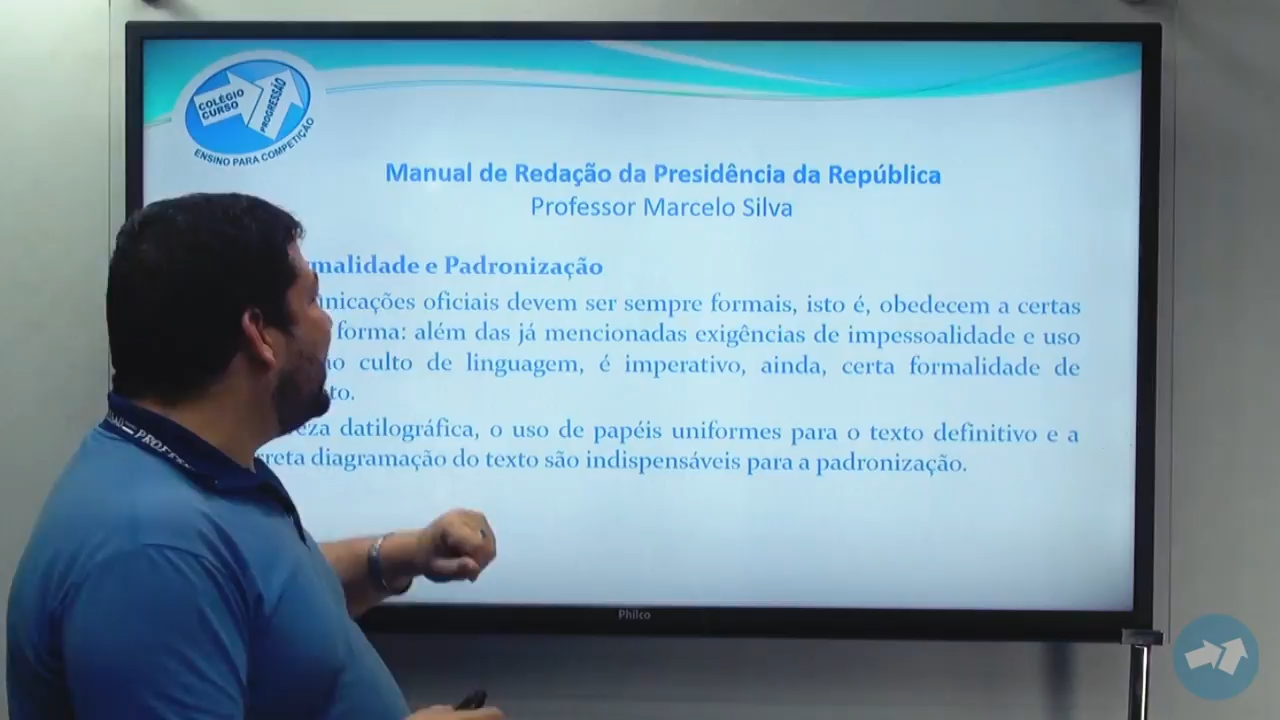 COLÉGIO
CURSO
PROGRESSÃO
ENSINO PARA COMPETIÇÃO
Manual de Redação da Presidência da República
Professor Marcelo Silva
malidade e Padronização
nicações oficiais devem ser sempre formais, isto é, obedecem a certas
forma: além das já mencionadas exigências de impessoalidade e uso
culto de linguagem, é imperativo, ainda, certa formalidade de
to.
eza datilográfica, o uso de papéis uniformes para o texto definitivo e a
reta diagramação do texto são indispensáveis para a padronização.
Philco